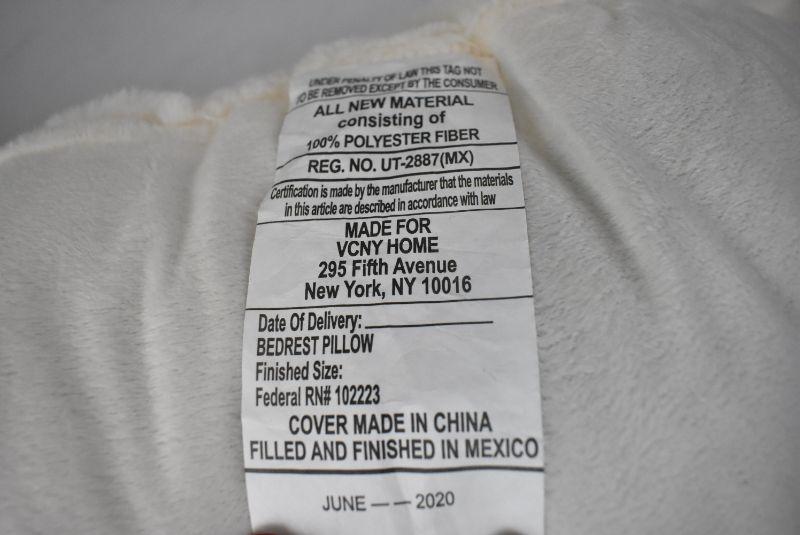 UNDER PENALTY OF LAW THIS TAG NOT
TO BE REMOVED EXCEPT BY THE CONSUMER
ALL NEW MATERIAL
consisting of
100% POLYESTER FIBER
REG. NO. UT-2887(MX)
Certification is made by the manufacturer that the materials
in this article are described in accordance with law
MADE FOR
VCNY HOME
295 Fifth Avenue
New York, NY 10016
Date Of Delivery:
BEDREST PILLOW
Finished Size:
Federal RN# 102223
COVER MADE IN CHINA
FILLED AND FINISHED IN MEXICO
JUNE — — 2020